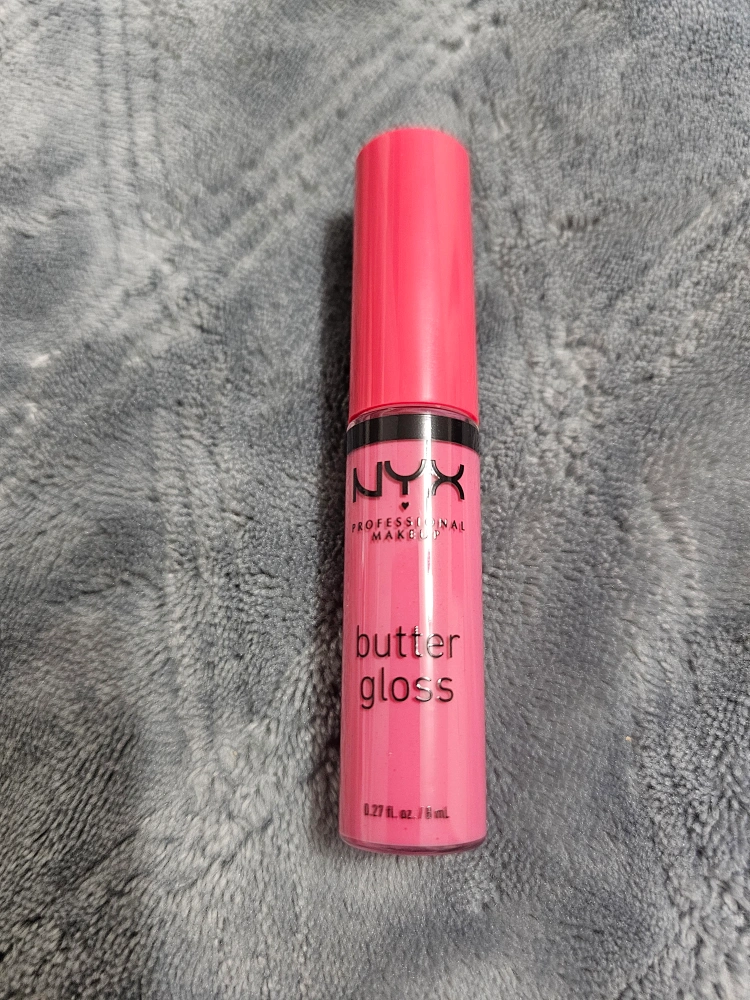 NYX
PROFESSIONAL
MAKEUP
butter
gloss
0.27 fl. oz. / 8 mL